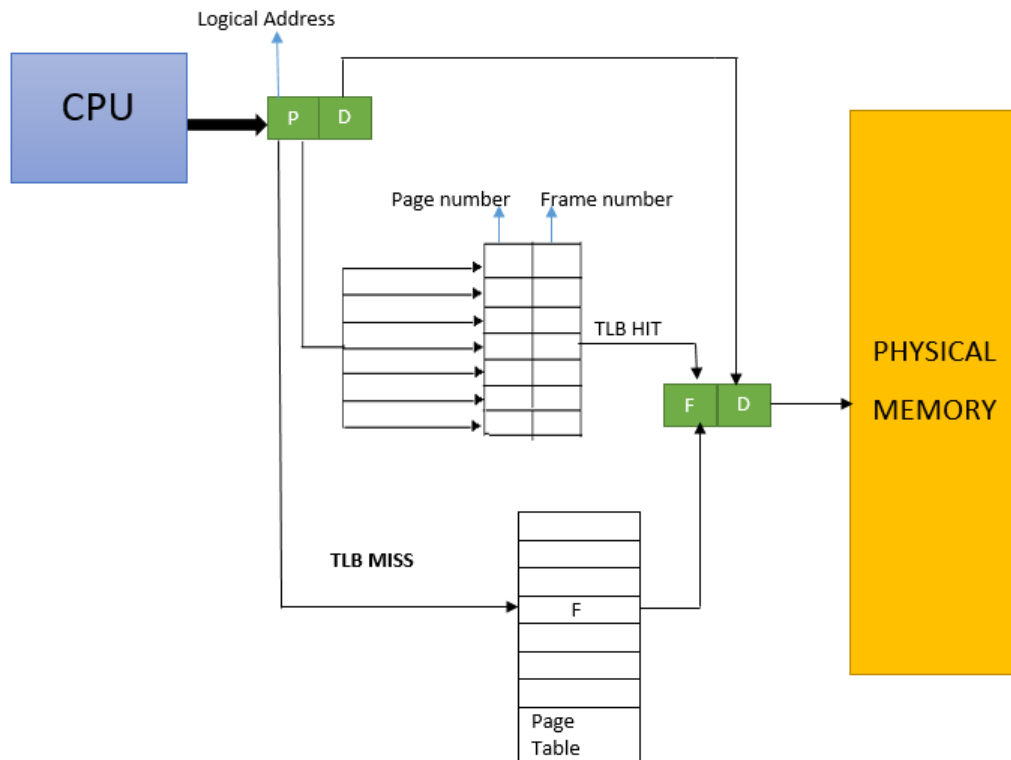 Logical Address
CPU
P D
Page number Frame number
TLB HIT
PHYSICAL
MEMORY
F D
TLB MISS
F
Page
Table